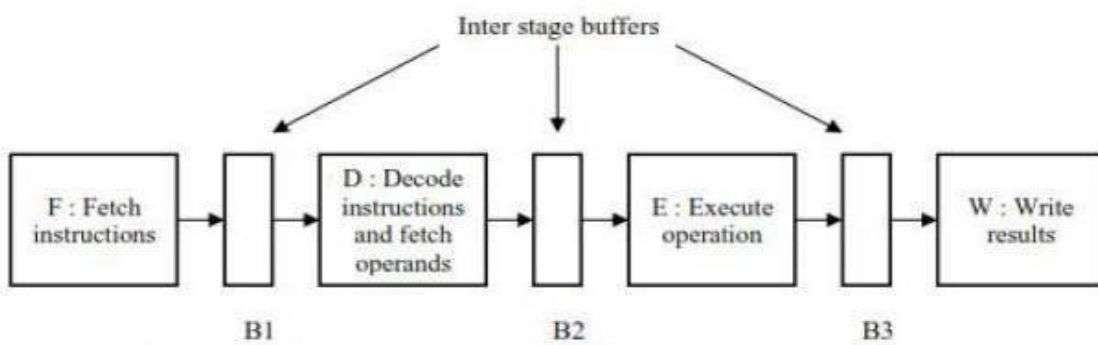 Inter stage buffers
F : Fetch
instructions
D : Decode
instructions
and fetch
operands
E : Execute
operation
W : Write
results
B1
B2
B3